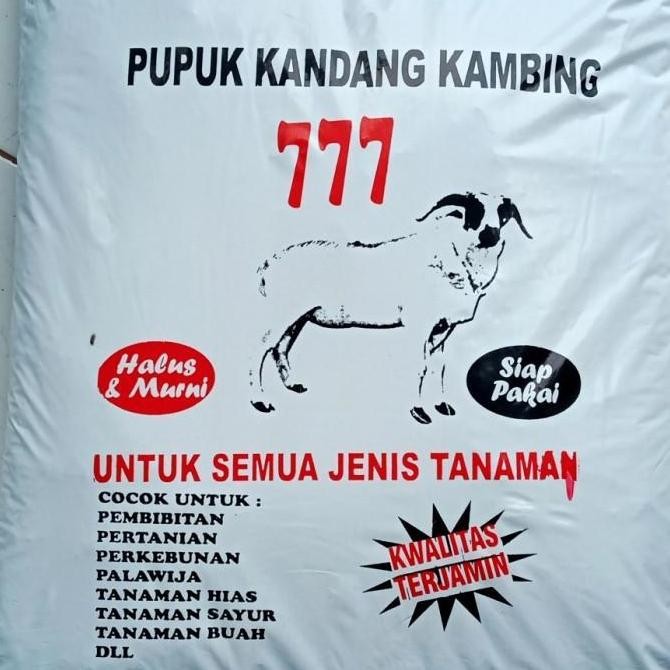 PUPUK KANDANG KAMBING
777
Halus
& Murni
Siap
Pakai
UNTUK SEMUA JENIS TANAMAN
COCOK UNTUK :
PEMBIBITAN
PERTANIAN
PERKEBUNAN
PALAWIJA
TANAMAN HIAS
TANAMAN SAYUR
TANAMAN BUAH
DLL
KWALITAS
TERJAMIN